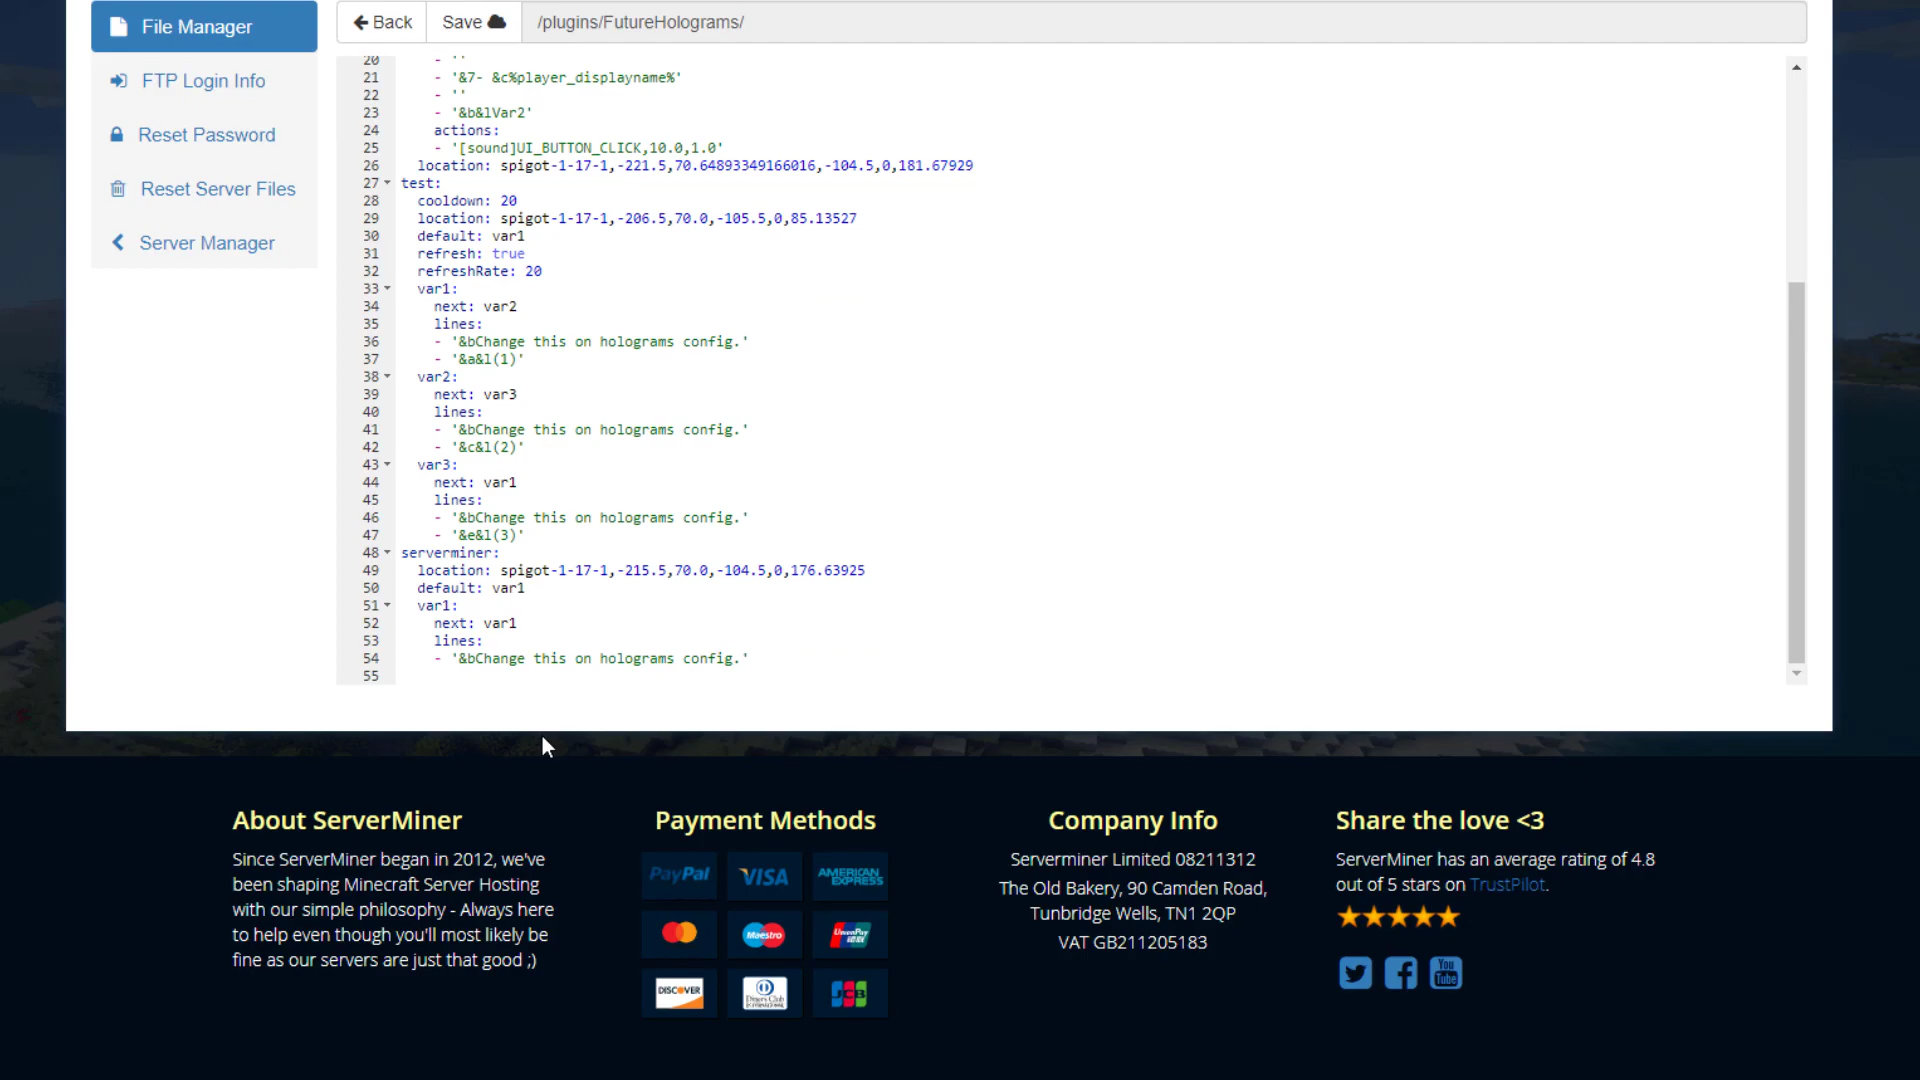 File Manager
FTP Login Info
Reset Password
Reset Server Files
Server Manager
Back Save /plugins/FutureHolograms/
20 - ''
21 - '&7- &c%player_displayname%'
22 - ''
23 - '&b&lVar2'
24 actions:
25 - '[sound]UI_BUTTON_CLICK,10.0,1.0'
26 location: spigot-1-17-1,-221.5,70.64893349166016,-104.5,0,181.67929
27 test:
28 cooldown: 20
29 location: spigot-1-17-1,-206.5,70.0,-105.5,0,85.13527
30 default: var1
31 refresh: true
32 refreshRate: 20
33 var1:
34 next: var2
35 lines:
36 - '&bChange this on holograms config.'
37 - '&a&l(1)'
38 var2:
39 next: var3
40 lines:
41 - '&bChange this on holograms config.'
42 - '&c&l(2)'
43 var3:
44 next: var1
45 lines:
46 - '&bChange this on holograms config.'
47 - '&e&l(3)'
48 serverminer:
49 location: spigot-1-17-1,-215.5,70.0,-104.5,0,176.63925
50 default: var1
51 var1:
52 next: var1
53 lines:
54 - '&bChange this on holograms config.'
55
About ServerMiner
Since ServerMiner began in 2012, we've
been shaping Minecraft Server Hosting
with our simple philosophy - Always here
to help even though you'll most likely be
fine as our servers are just that good ;)
Payment Methods
PayPal VISA AMERICAN EXPRESS
Maestro UnionPay 银联
DISCOVER Diners Club INTERNATIONAL JCB
Company Info
Serverminer Limited 08211312
The Old Bakery, 90 Camden Road,
Tunbridge Wells, TN1 2QP
VAT GB211205183
Share the love <3
ServerMiner has an average rating of 4.8
out of 5 stars on TrustPilot.
You Tube